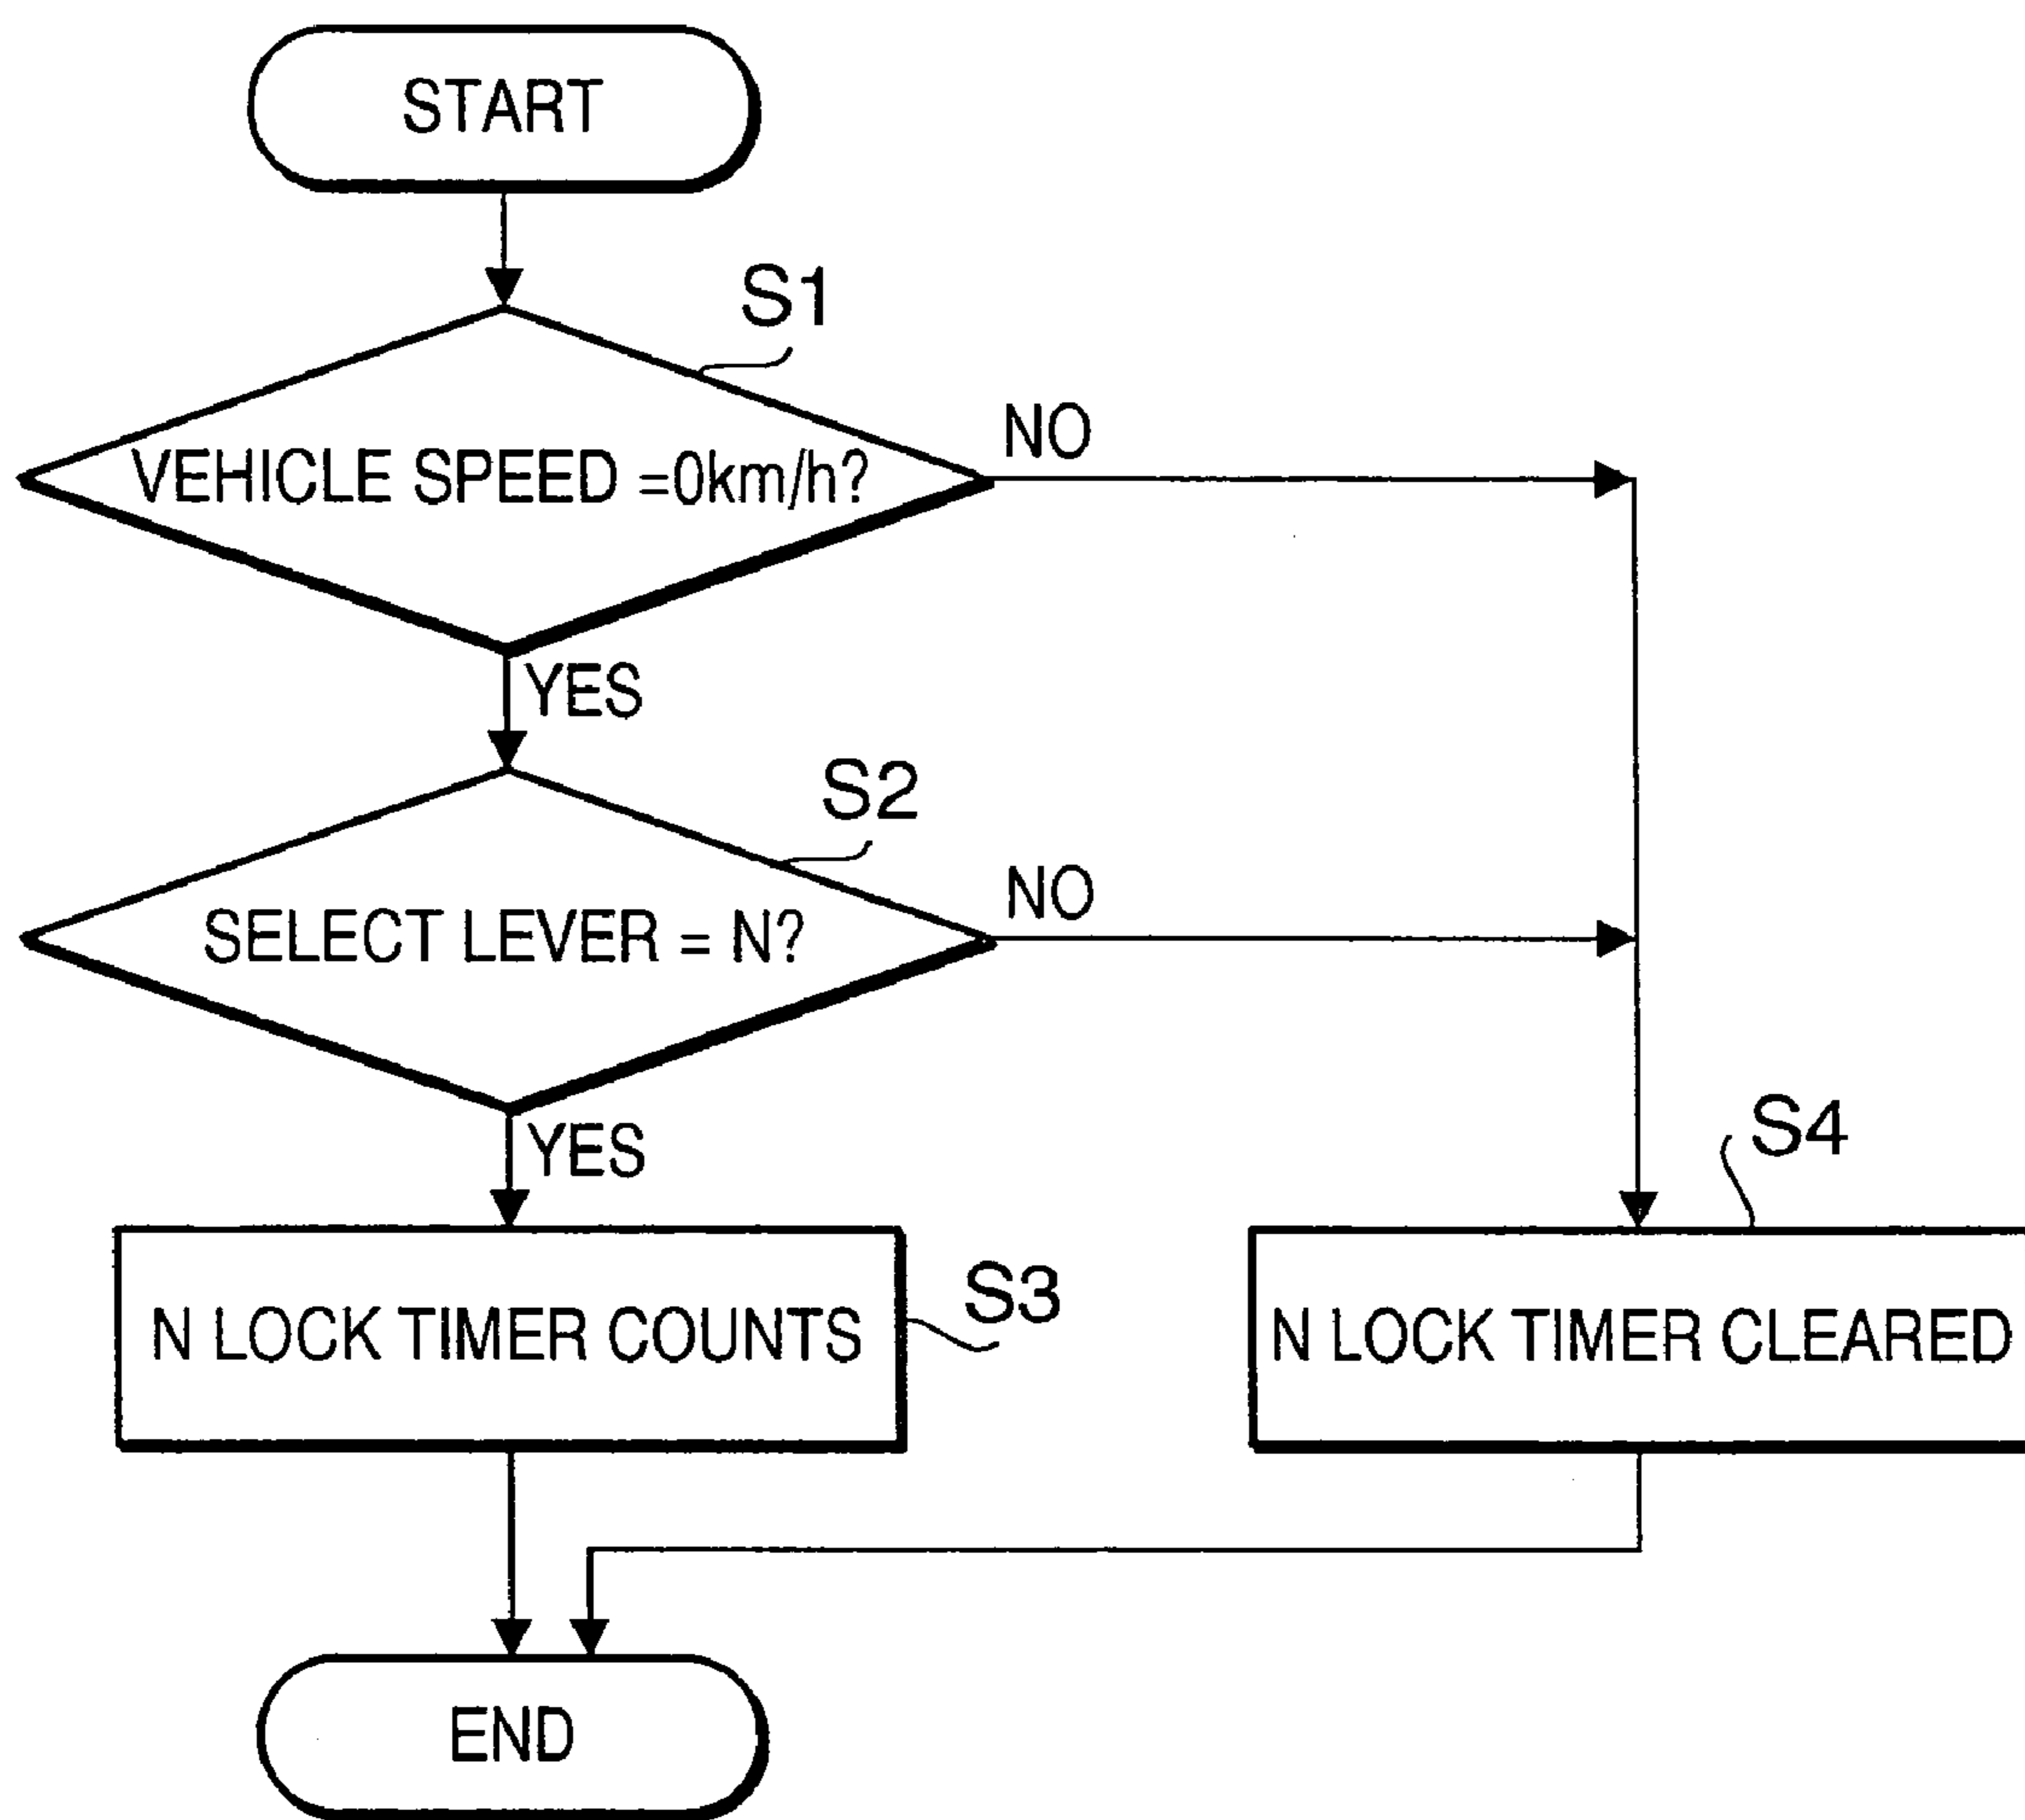 START
S1
VEHICLE SPEED =0km/h?
NO
YES
S2
SELECT LEVER = N?
NO
YES
S4
N LOCK TIMER COUNTS
S3
N LOCK TIMER CLEARED
END